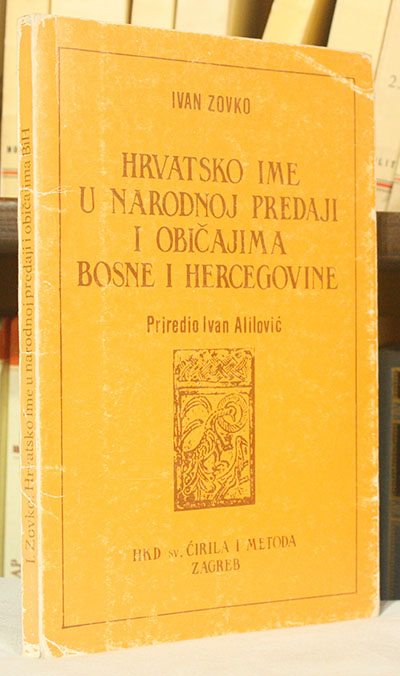 IVAN ZOVKO
HRVATSKO IME
U NARODNOJ PREDAJI
I OBIČAJIMA
BOSNE I HERCEGOVINE
Priredio Ivan Alilović
HKD sv. ĆIRILA I METODA
ZAGREB
I. Zovko: Hrvatsko ime u narodnoj predaji i običajima BiH